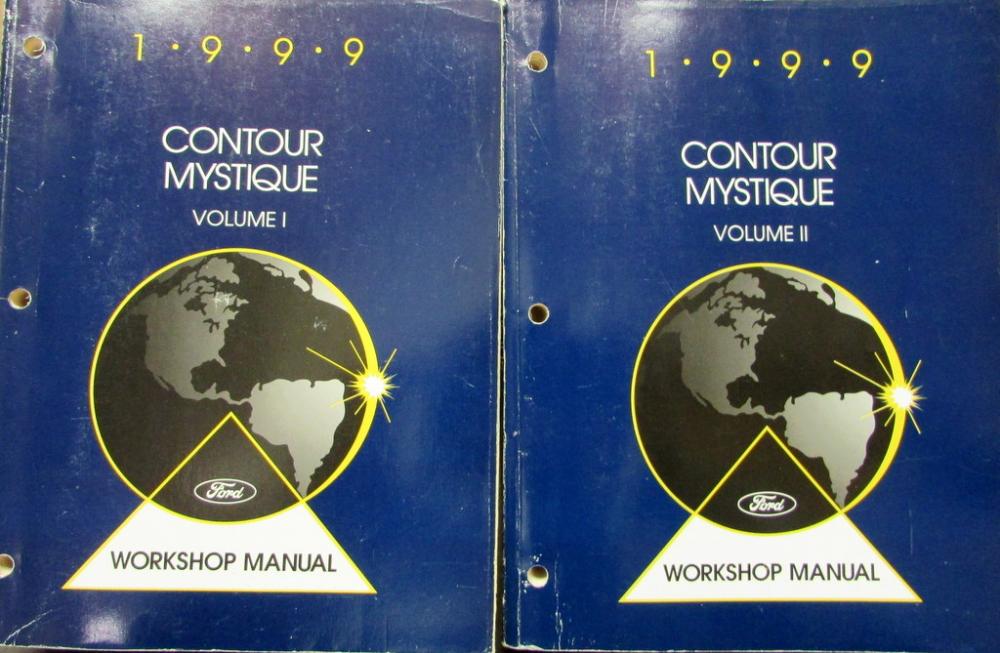 1·9·9·9
CONTOUR
MYSTIQUE
VOLUME I
Ford
WORKSHOP MANUAL
1·9·9·9
CONTOUR
MYSTIQUE
VOLUME II
Ford
WORKSHOP MANUAL